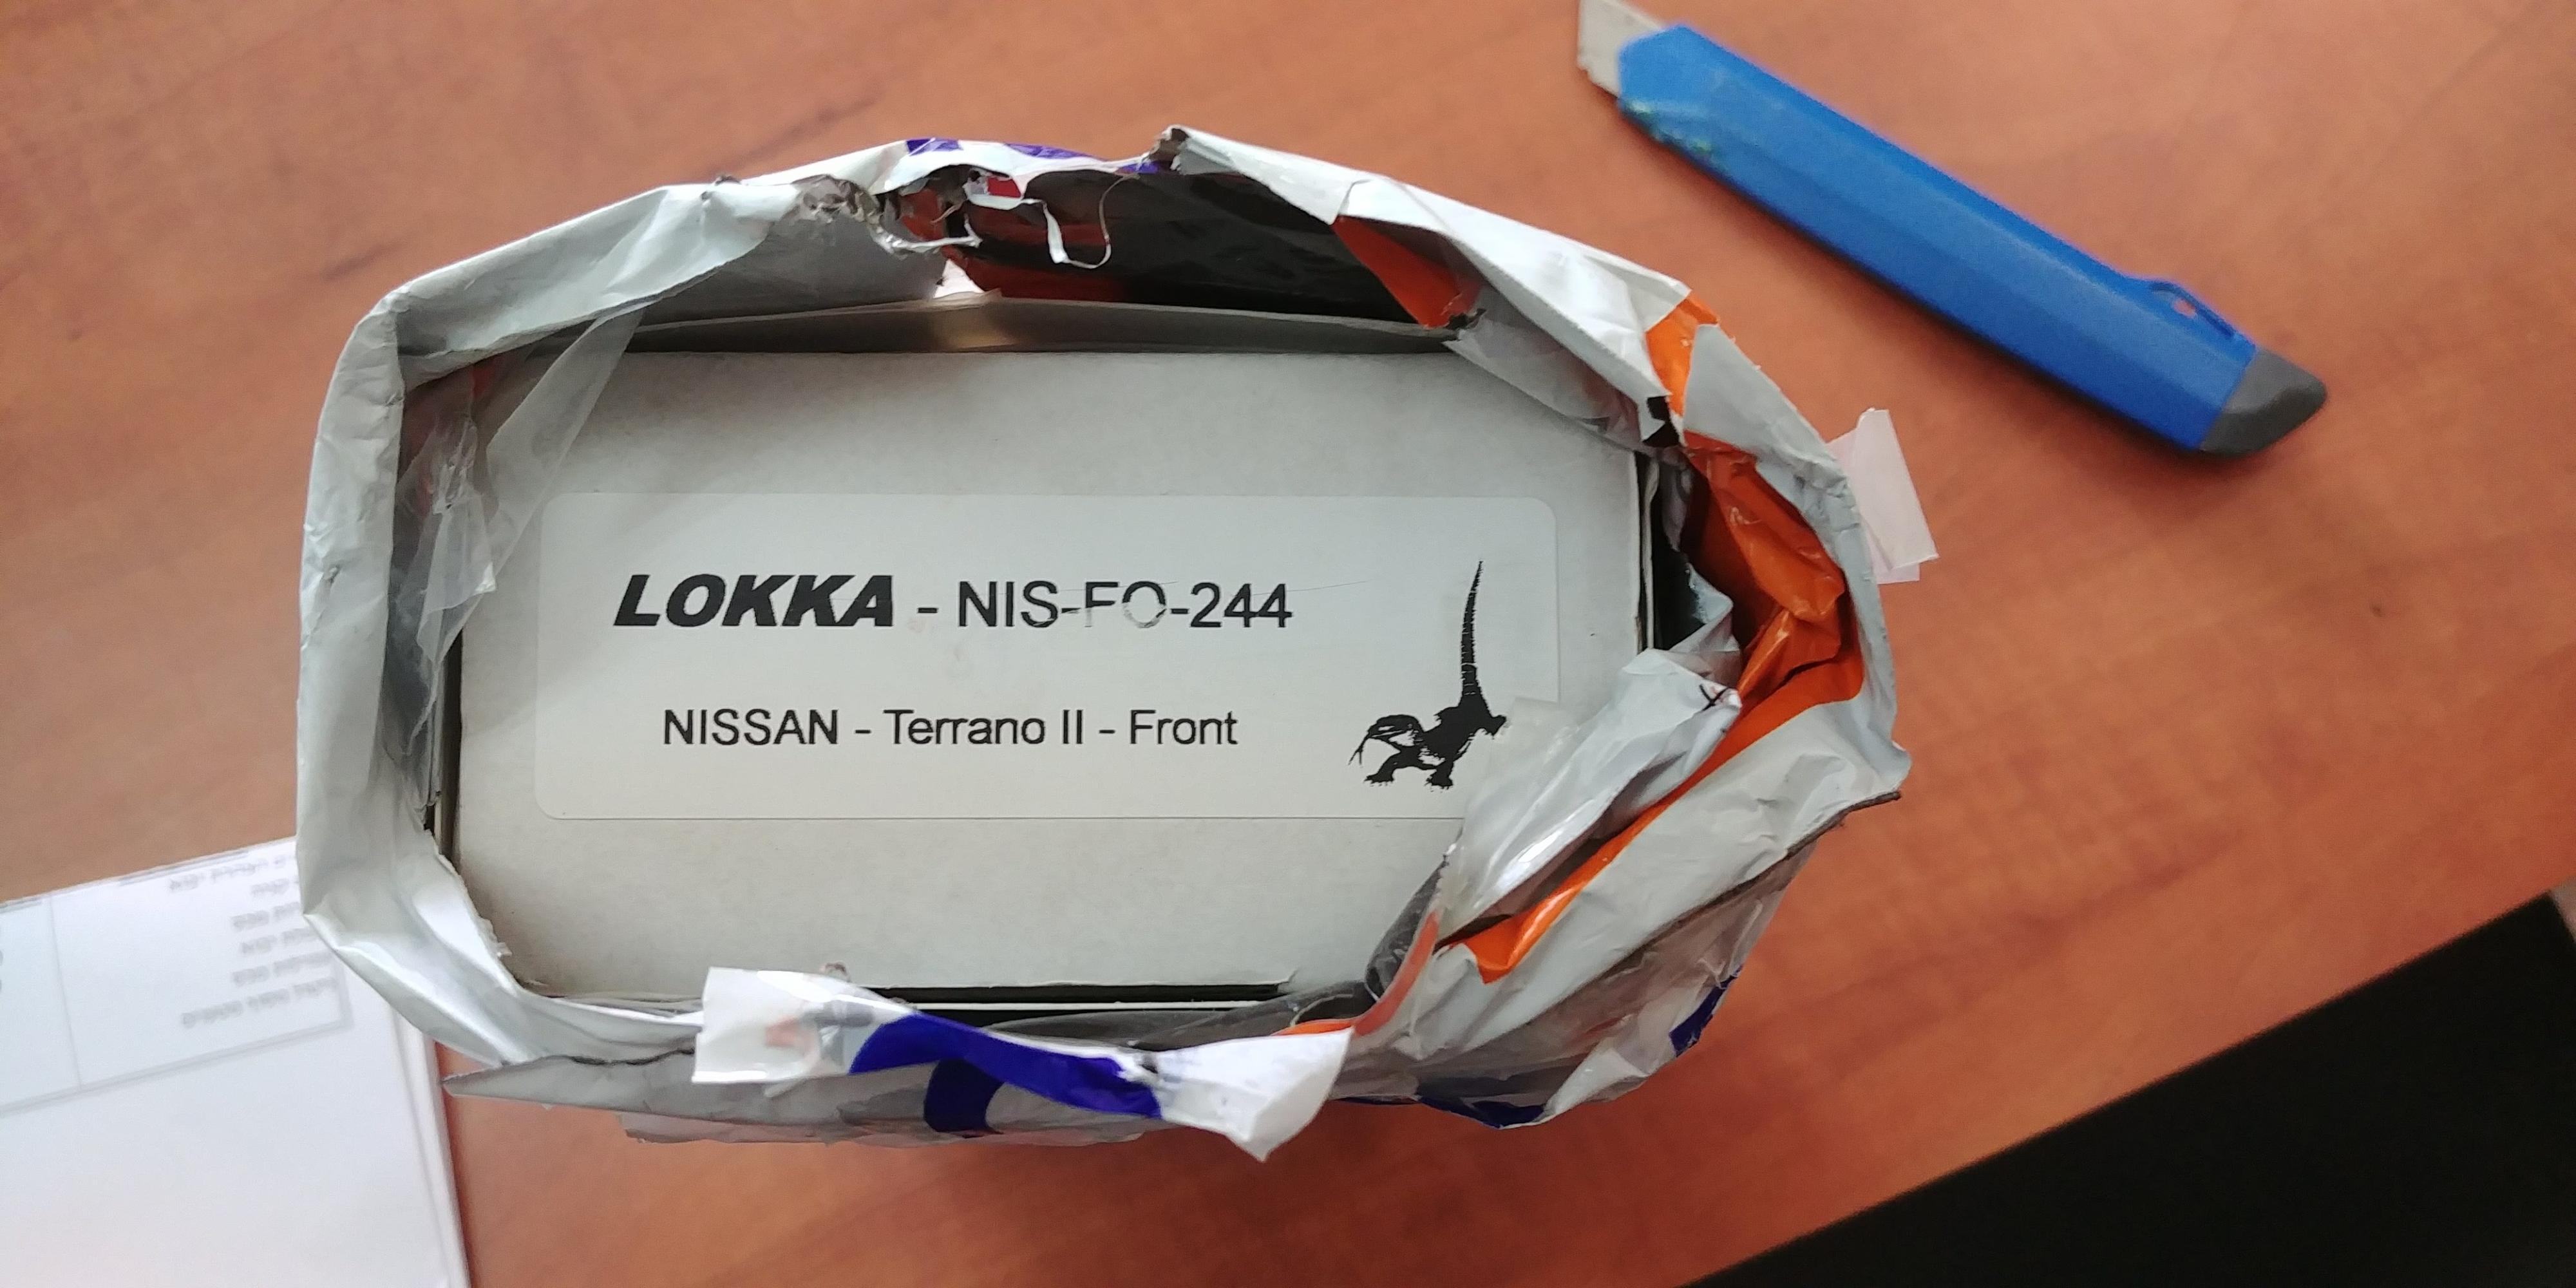 LOKKA - NIS-FO-244
NISSAN - Terrano II - Front